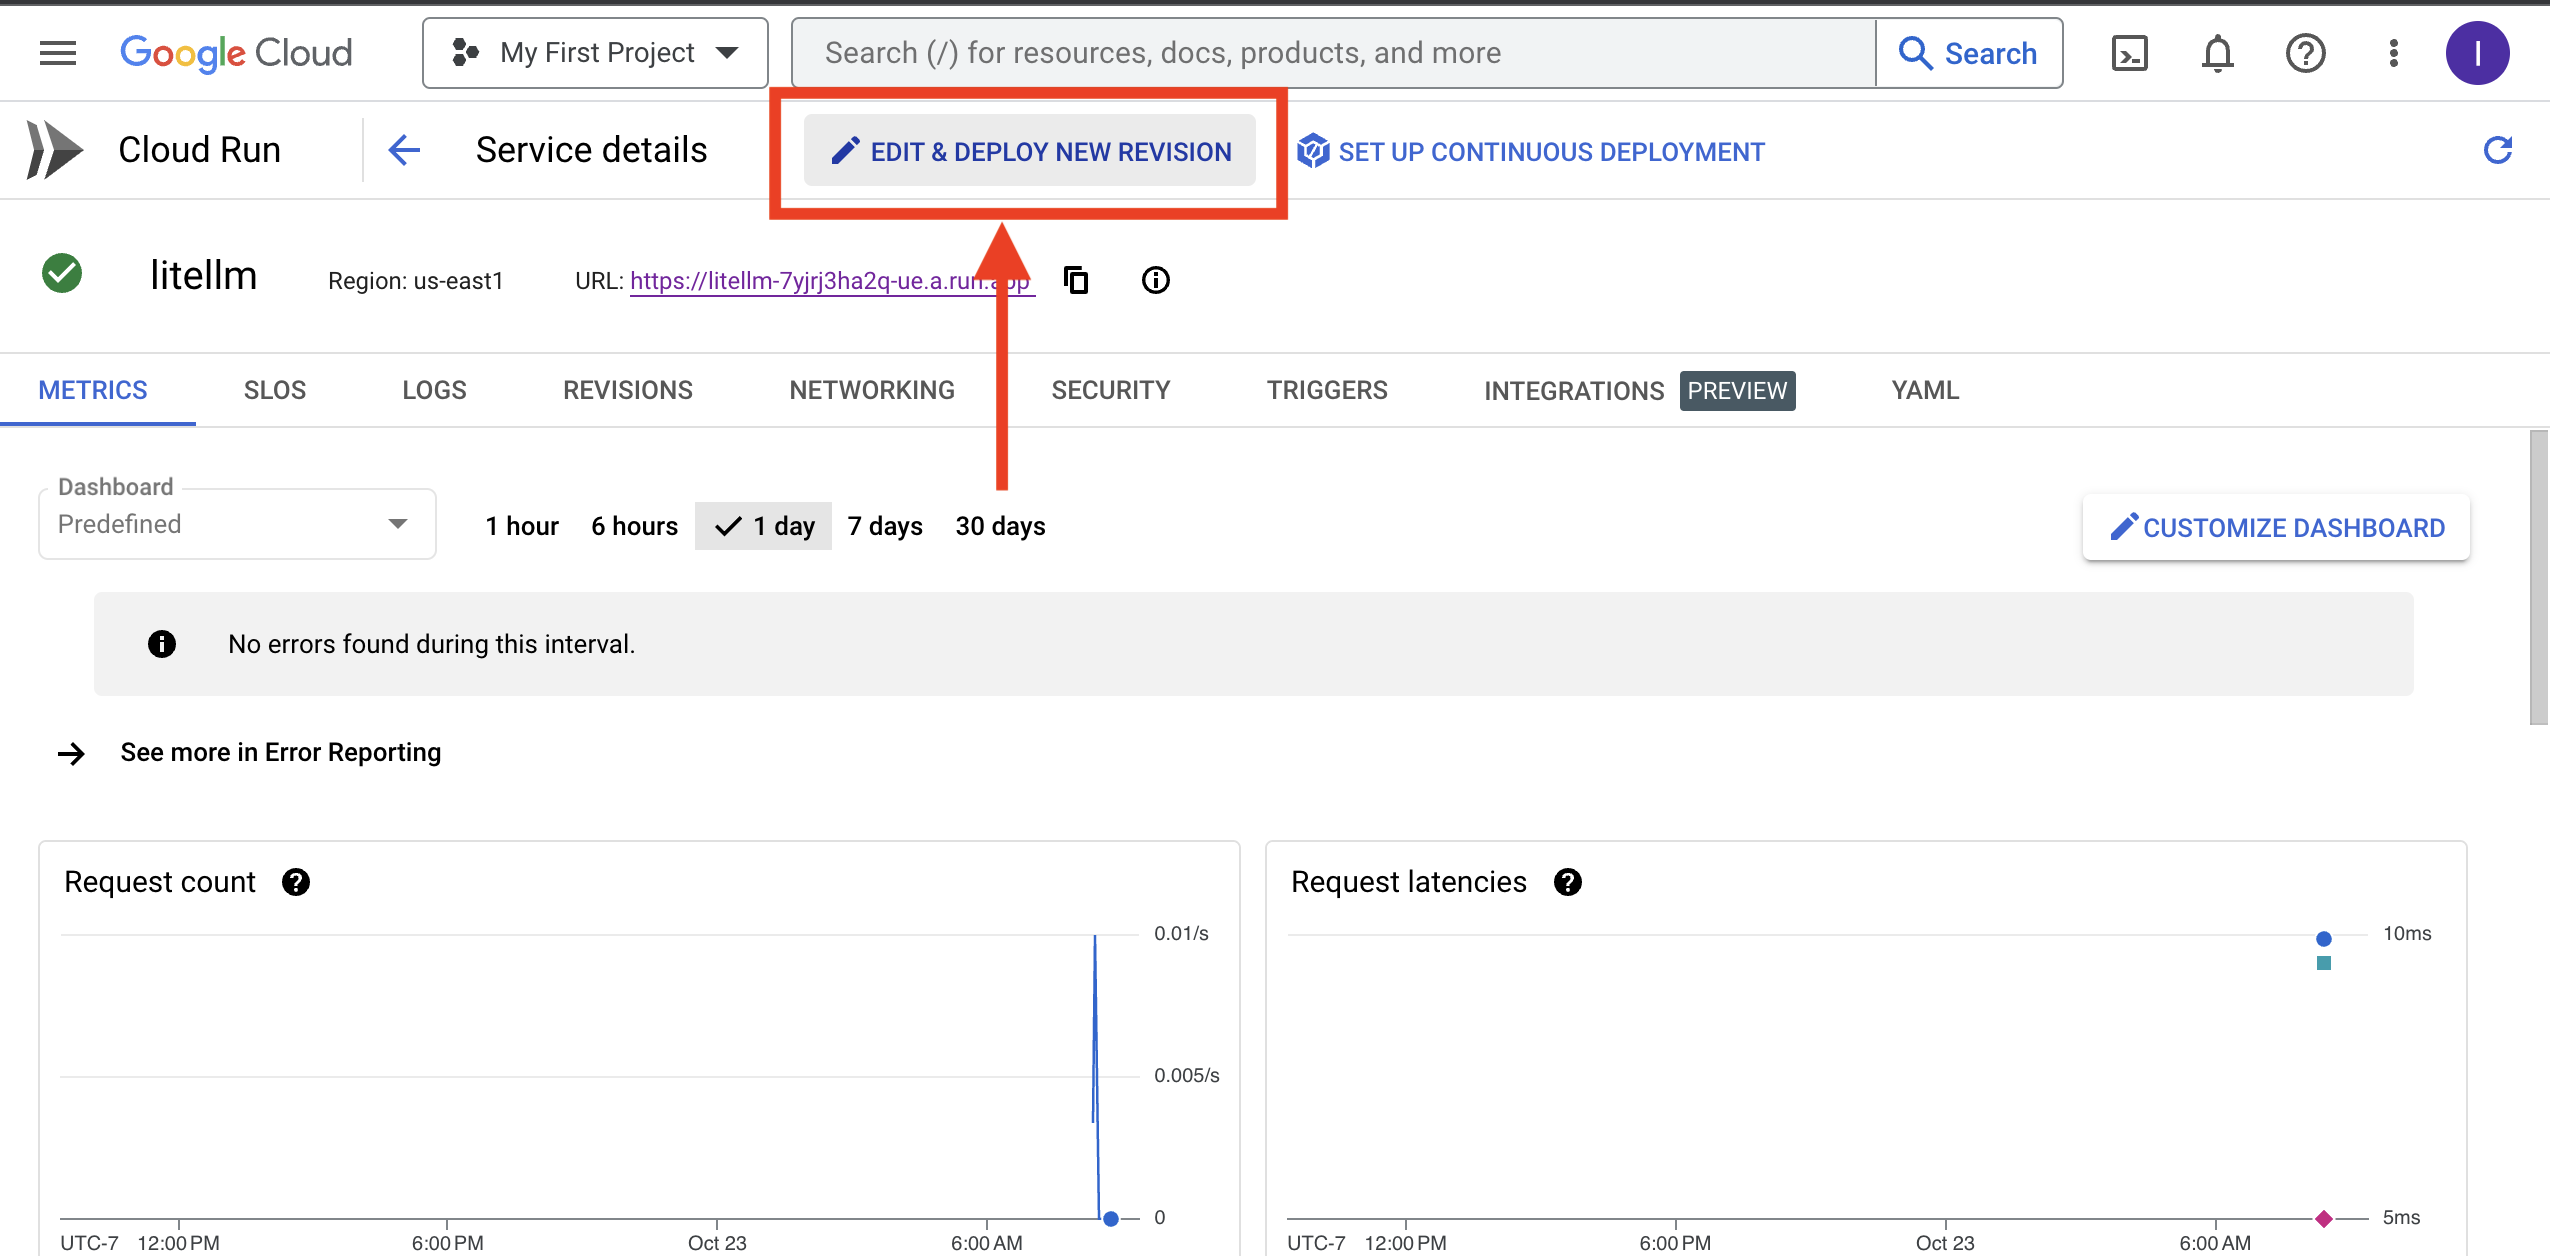 Google Cloud
My First Project
Search (/) for resources, docs, products, and more
Search
I
Cloud Run
Service details
EDIT & DEPLOY NEW REVISION
SET UP CONTINUOUS DEPLOYMENT
litellm
Region: us-east1
URL: https://litellm-7yjrj3ha2q-ue.a.run.app
METRICS
SLOS
LOGS
REVISIONS
NETWORKING
SECURITY
TRIGGERS
INTEGRATIONS PREVIEW
YAML
Dashboard
Predefined
1 hour
6 hours
1 day
7 days
30 days
CUSTOMIZE DASHBOARD
No errors found during this interval.
See more in Error Reporting
Request count
0.01/s
0.005/s
0
UTC-7 12:00 PM 6:00 PM Oct 23 6:00 AM
Request latencies
10ms
5ms
UTC-7 12:00 PM 6:00 PM Oct 23 6:00 AM